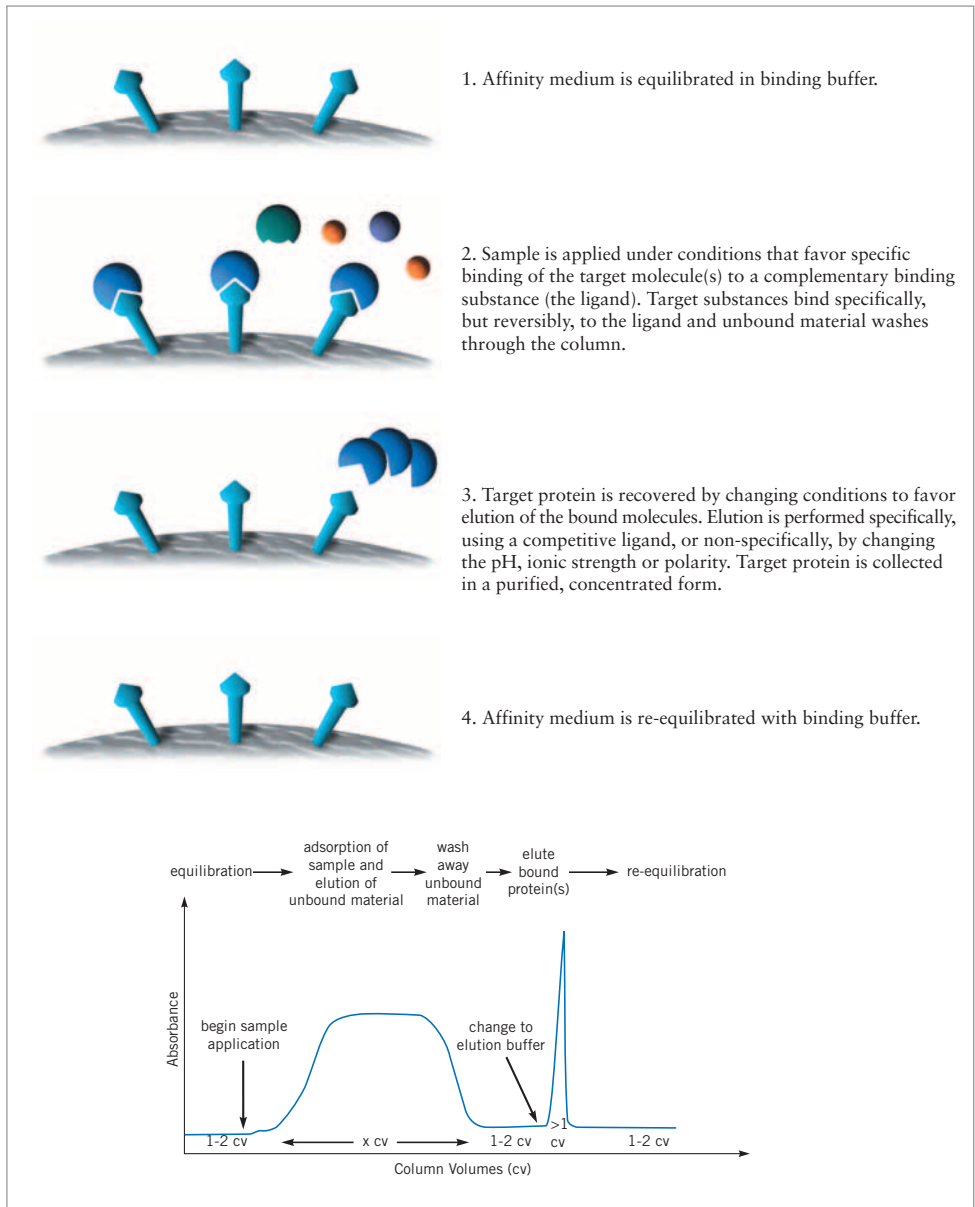 1. Affinity medium is equilibrated in binding buffer.
2. Sample is applied under conditions that favor specific
binding of the target molecule(s) to a complementary binding
substance (the ligand). Target substances bind specifically,
but reversibly, to the ligand and unbound material washes
through the column.
3. Target protein is recovered by changing conditions to favor
elution of the bound molecules. Elution is performed specifically,
using a competitive ligand, or non-specifically, by changing
the pH, ionic strength or polarity. Target protein is collected
in a purified, concentrated form.
4. Affinity medium is re-equilibrated with binding buffer.
equilibration
adsorption of
sample and
elution of
unbound material
wash
away
unbound
material
elute
bound
protein(s)
re-equilibration
Absorbance
begin sample
application
change to
elution buffer
1-2 cv
x cv
1-2 cv
>1
cv
1-2 cv
Column Volumes (cv)